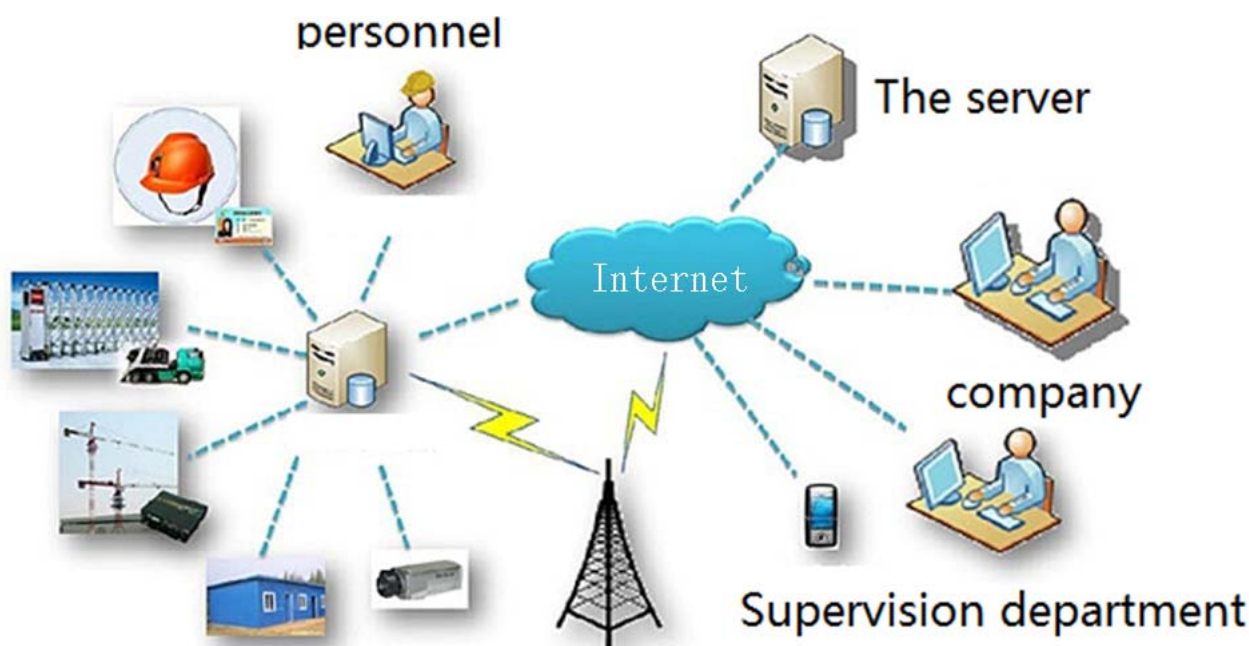 personnel
The server
Internet
company
Supervision department